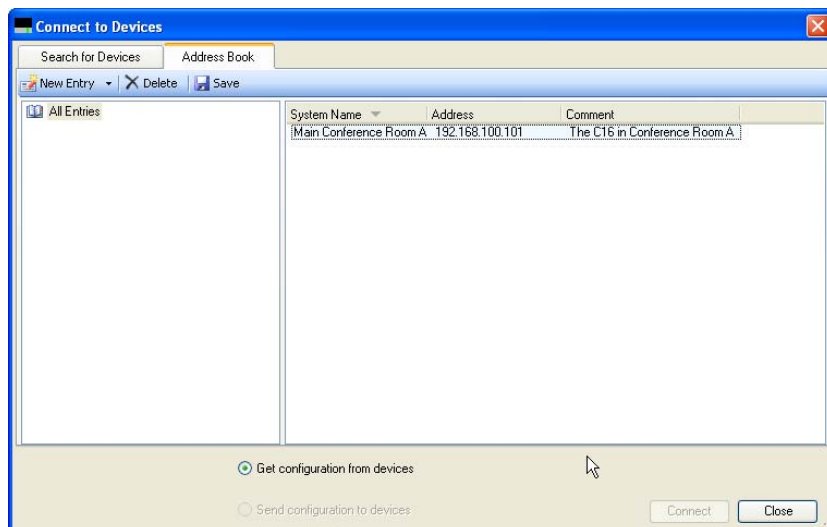 Connect to Devices
Search for Devices Address Book
New Entry Delete Save
All Entries
System Name Address Comment
Main Conference Room A 192.168.100.101 The C16 in Conference Room A
Get configuration from devices
Send configuration to devices
Connect Close